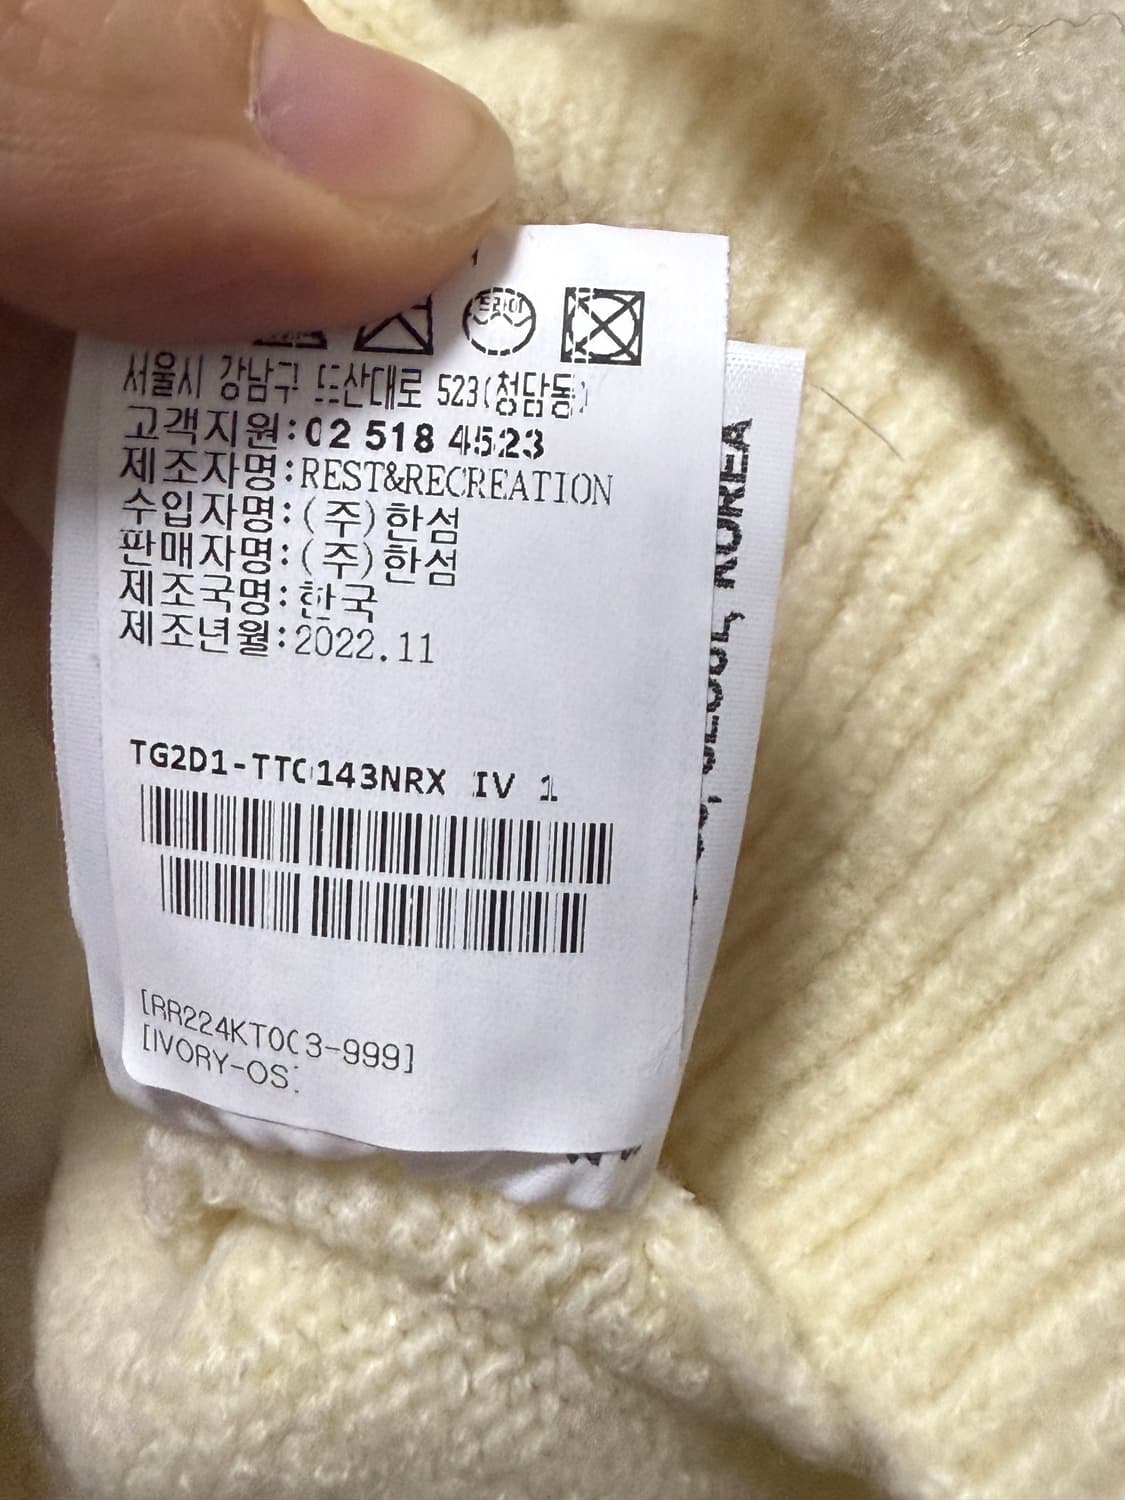 드라이
서울시 강남구 도산대로 523(청담동)
고객지원:02 518 4523
제조자명:REST&RECREATION
수입자명:(주)한섬
판매자명:(주)한섬
제조국명:한국
제조년월:2022.11
TG2D1-TTO143NRX IV 1
[RR224KT003-999]
[IVORY-OS]
SEOUL, KOREA